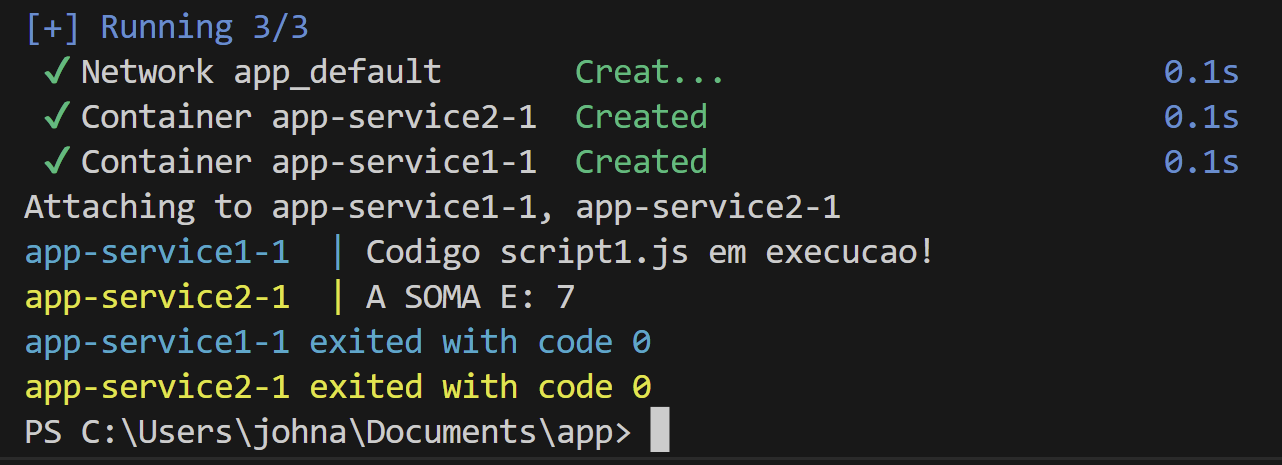 [+] Running 3/3
✓ Network app_default Creat... 0.1s
✓ Container app-service2-1 Created 0.1s
✓ Container app-service1-1 Created 0.1s
Attaching to app-service1-1, app-service2-1
app-service1-1 | Codigo script1.js em execucao!
app-service2-1 | A SOMA E: 7
app-service1-1 exited with code 0
app-service2-1 exited with code 0
PS C:\Users\johna\Documents\app>